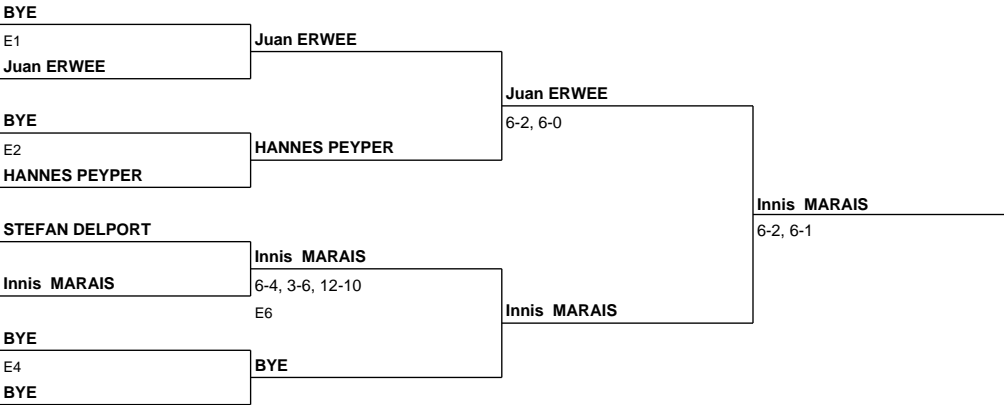 BYE
E1
Juan ERWEE
Juan ERWEE
BYE
E2
HANNES PEYPER
HANNES PEYPER
Juan ERWEE
6-2, 6-0
STEFAN DELPORT
Innis MARAIS
Innis MARAIS
6-4, 3-6, 12-10
E6
BYE
E4
BYE
BYE
Innis MARAIS
Innis MARAIS
6-2, 6-1